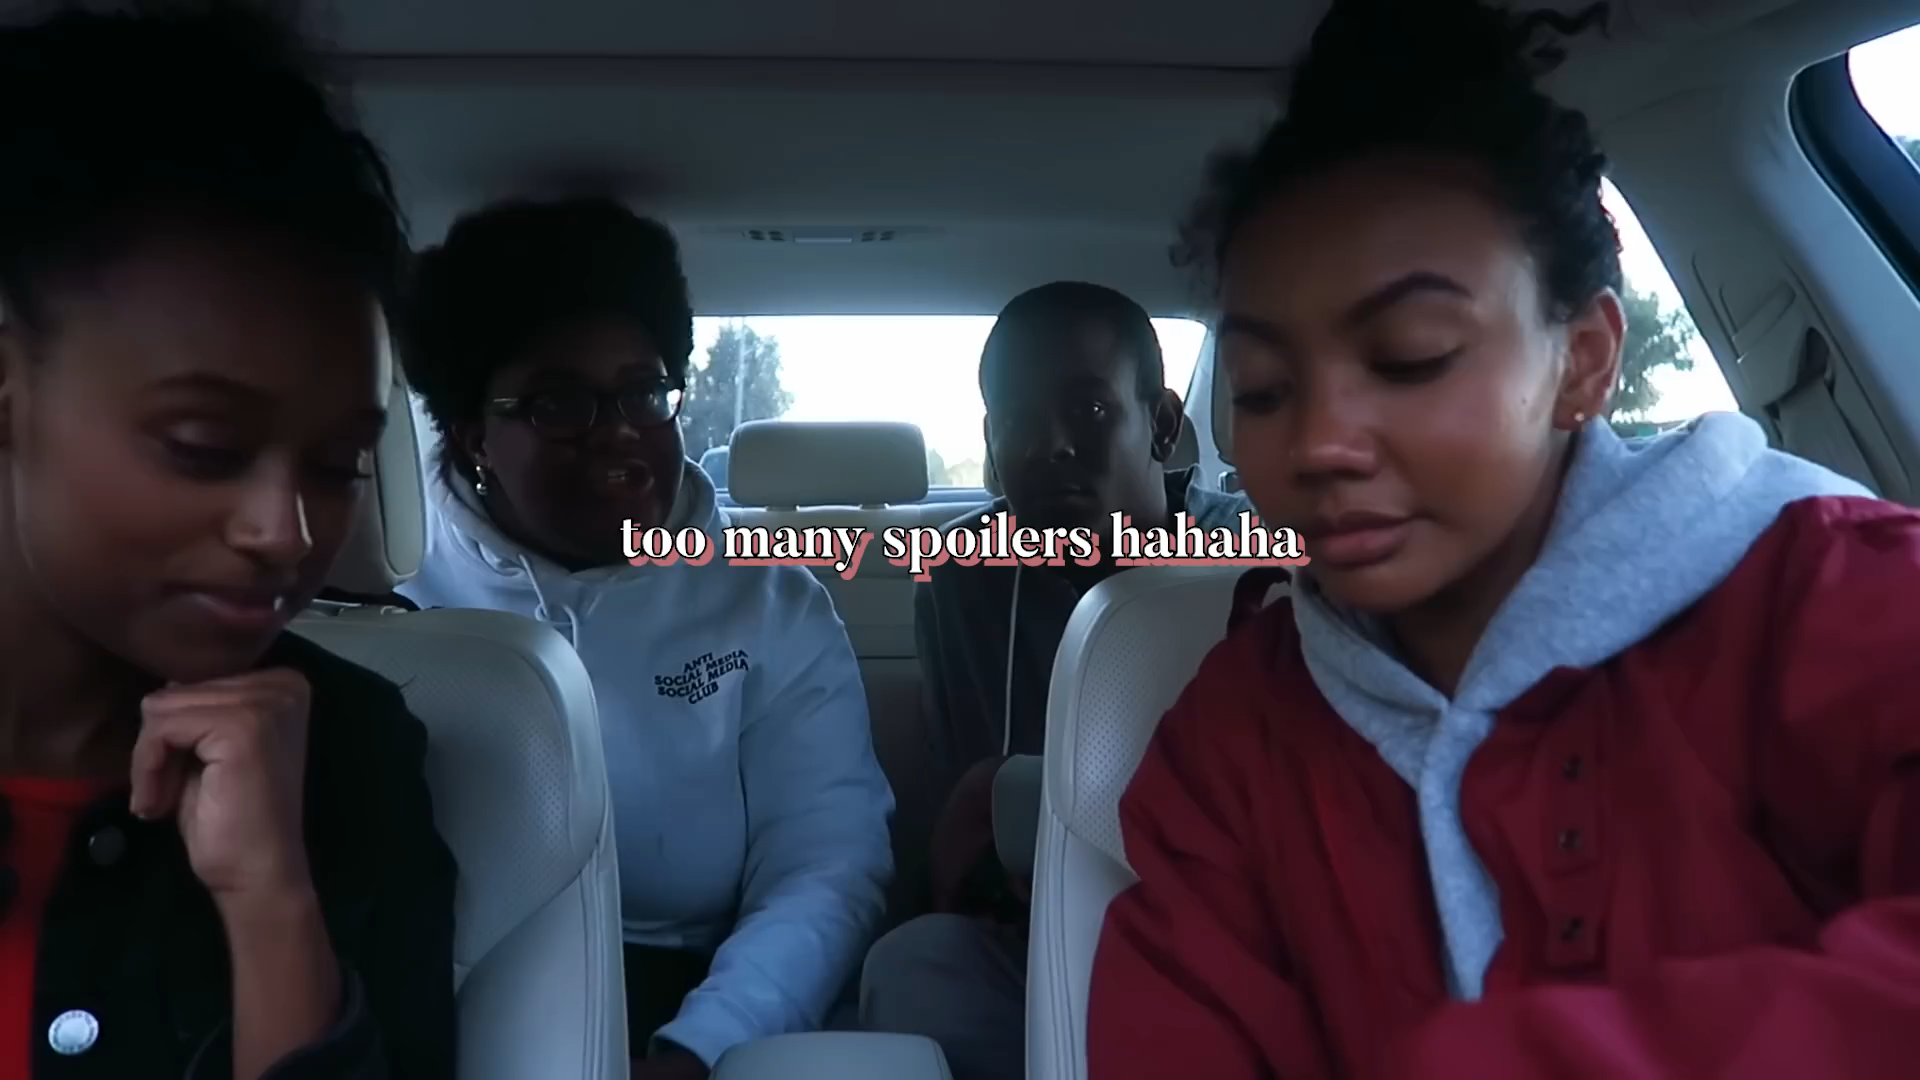 too many spoilers hahaha
ANTI
SOCIAL MEDIA
SOCIAL MEDIA
CLUB